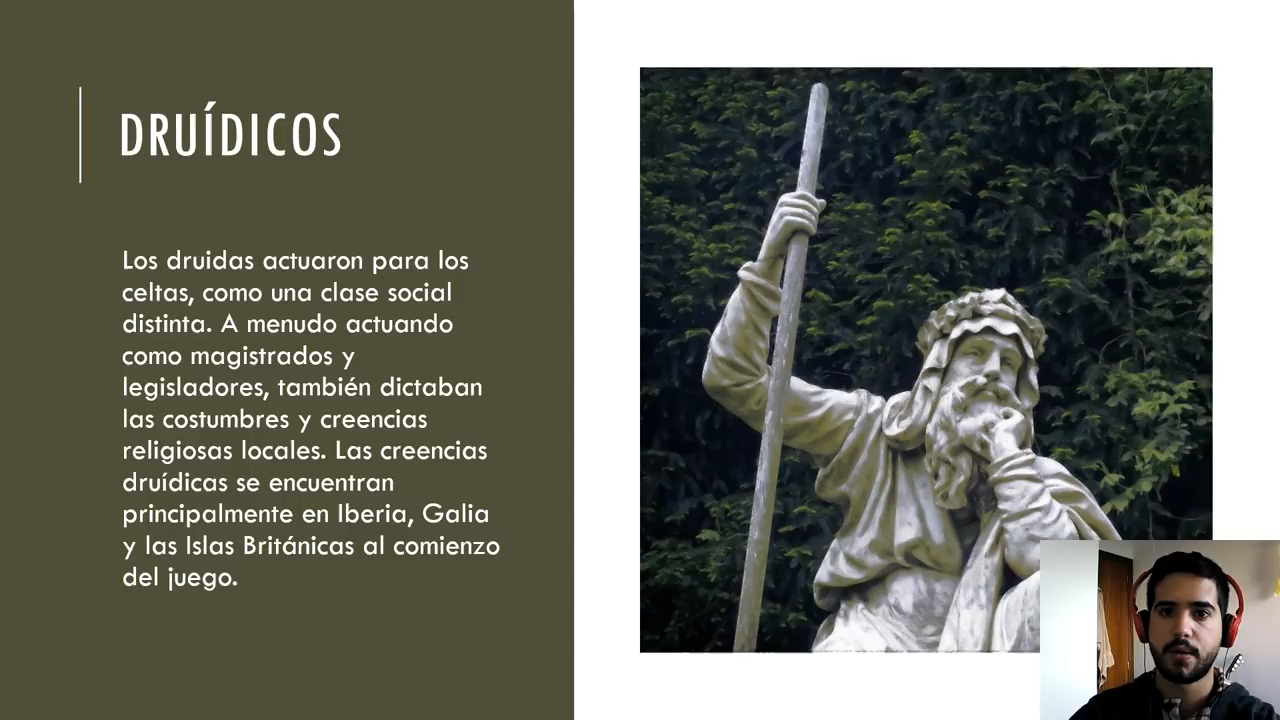 DRUÍDICOS
Los druidas actuaron para los
celtas, como una clase social
distinta. A menudo actuando
como magistrados y
legisladores, también dictaban
las costumbres y creencias
religiosas locales. Las creencias
druídicas se encuentran
principalmente en Iberia, Galia
y las Islas Británicas al comienzo
del juego.